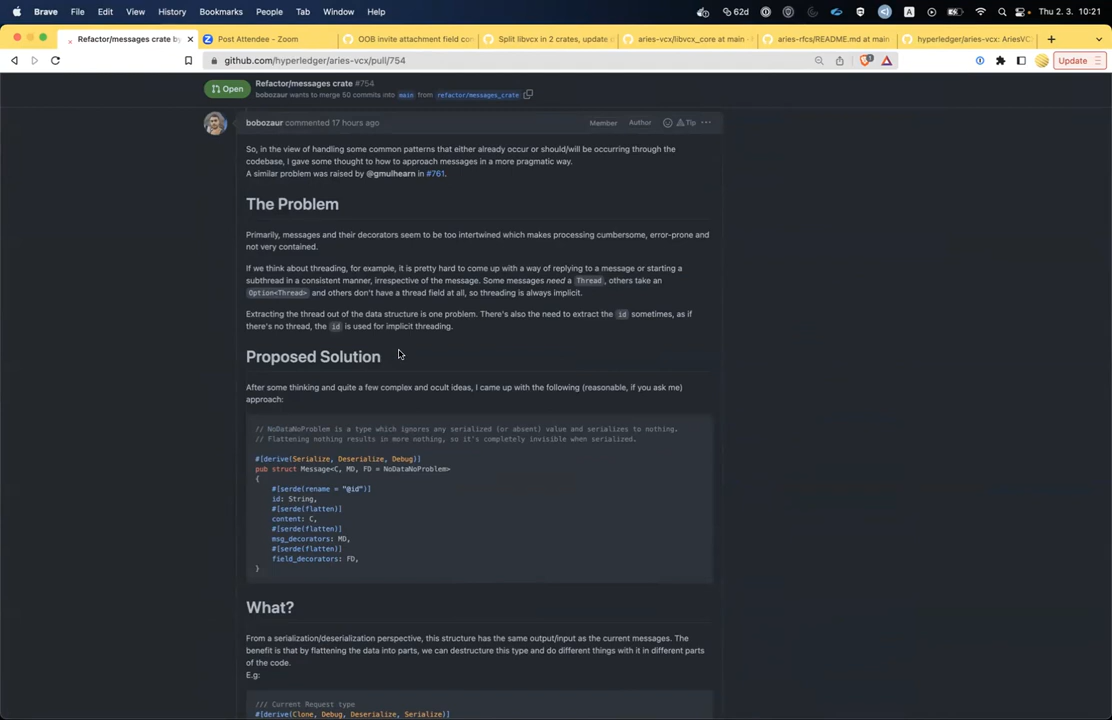 Brave File Edit View History Bookmarks People Tab Window Help 62d A Thu 2. 3. 10:21
Refactor/messages crate by Post Attendee - Zoom OOB invite attachment field con Split libvcx in 2 crates, update aries-vcx/libvcx_core at main · aries-rfcs/README.md at main · hyperledger/aries-vcx: AriesVC
github.com/hyperledger/aries-vcx/pull/754 Update
Open Refactor/messages crate #754
bobozaur wants to merge 50 commits into main from refactor/messages_crate
bobozaur commented 17 hours ago Member Author Tip ···
So, in the view of handling some common patterns that either already occur or should/will be occurring through the
codebase, I gave some thought to how to approach messages in a more pragmatic way.
A similar problem was raised by @gmulhearn in #761.
The Problem
Primarily, messages and their decorators seem to be too intertwined which makes processing cumbersome, error-prone and
not very contained.
If we think about threading, for example, it is pretty hard to come up with a way of replying to a message or starting a
subthread in a consistent manner, irrespective of the message. Some messages need a Thread, others take an
Option<Thread> and others don't have a thread field at all, so threading is always implicit.
Extracting the thread out of the data structure is one problem. There's also the need to extract the id sometimes, as if
there's no thread, the id is used for implicit threading.
Proposed Solution
After some thinking and quite a few complex and ocult ideas, I came up with the following (reasonable, if you ask me)
approach:
// NoDataNoProblem is a type which ignores any serialized (or absent) value and serializes to nothing.
// Flattening nothing results in more nothing, so it's completely invisible when serialized.
#[derive(Serialize, Deserialize, Debug)]
pub struct Message<C, MD, FD = NoDataNoProblem>
{
#[serde(rename = "@id")]
id: String,
#[serde(flatten)]
content: C,
#[serde(flatten)]
msg_decorators: MD,
#[serde(flatten)]
field_decorators: FD,
}
What?
From a serialization/deserialization perspective, this structure has the same output/input as the current messages. The
benefit is that by flattening the data into parts, we can destructure this type and do different things with it in different parts
of the code.
E.g:
/// Current Request type
#[derive(Clone, Debug, Deserialize, Serialize)]